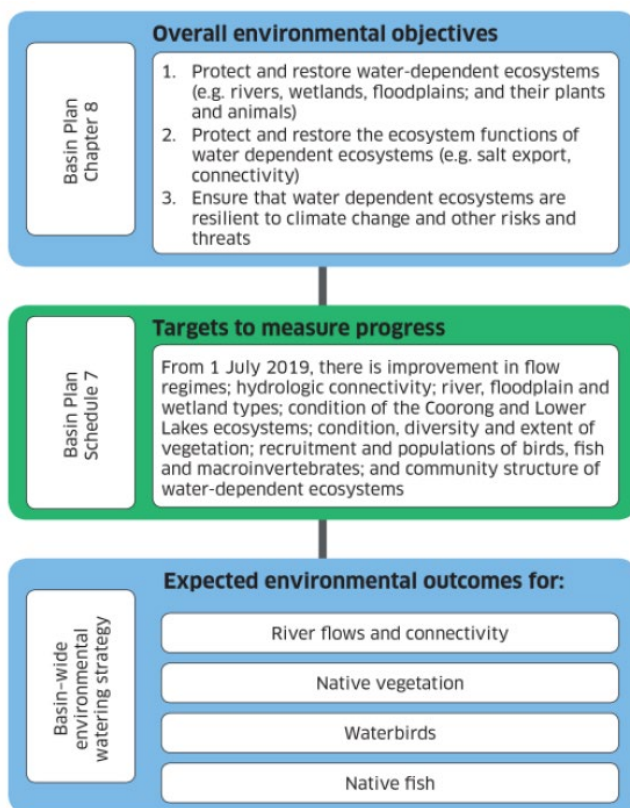 Overall environmental objectives
Basin Plan
Chapter 8
1. Protect and restore water-dependent ecosystems
(e.g. rivers, wetlands, floodplains; and their plants
and animals)
2. Protect and restore the ecosystem functions of
water dependent ecosystems (e.g. salt export,
connectivity)
3. Ensure that water dependent ecosystems are
resilient to climate change and other risks and
threats
Targets to measure progress
Basin Plan
Schedule 7
From 1 July 2019, there is improvement in flow
regimes; hydrologic connectivity; river, floodplain and
wetland types; condition of the Coorong and Lower
Lakes ecosystems; condition, diversity and extent of
vegetation; recruitment and populations of birds, fish
and macroinvertebrates; and community structure of
water-dependent ecosystems
Expected environmental outcomes for:
Basin-wide
environmental
watering strategy
River flows and connectivity
Native vegetation
Waterbirds
Native fish